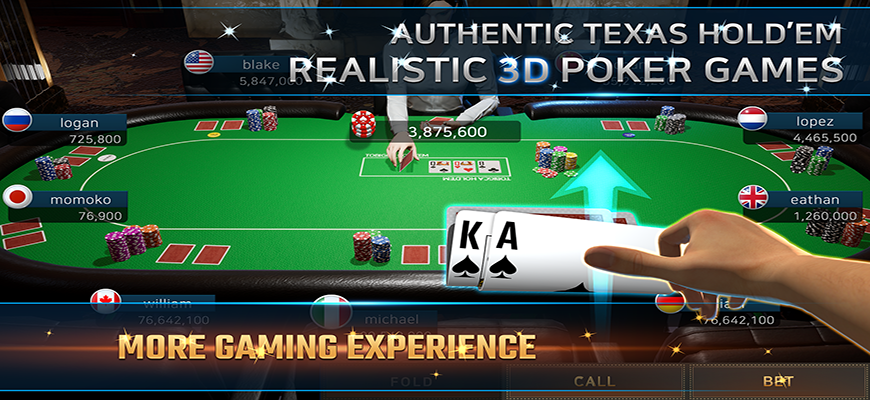 AUTHENTIC TEXAS HOLD'EM
REALISTIC 3D POKER GAMES
blake
5,847,000
logan
725,800
3,875,600
lopez
4,465,500
momoko
76,900
eathan
1,260,000
K A
william
76,642,100
michael
76,642,100
MORE GAMING EXPERIENCE
FOLD
CALL
BET